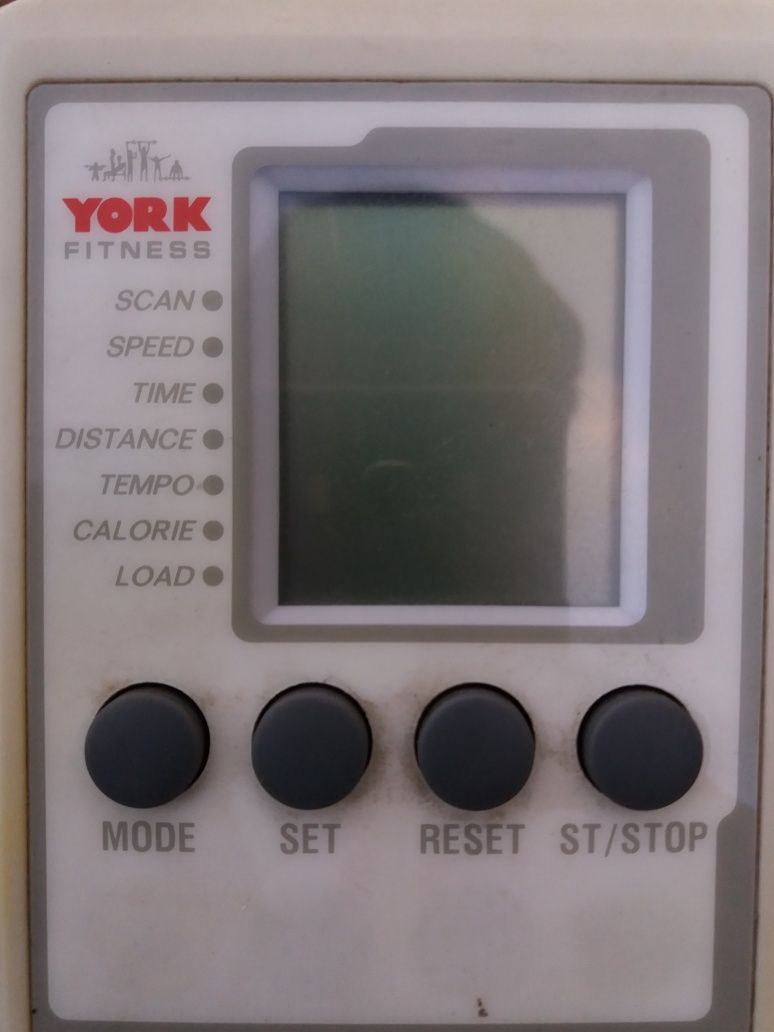 YORK
FITNESS
SCAN
SPEED
TIME
DISTANCE
TEMPO
CALORIE
LOAD
MODE SET RESET ST/STOP